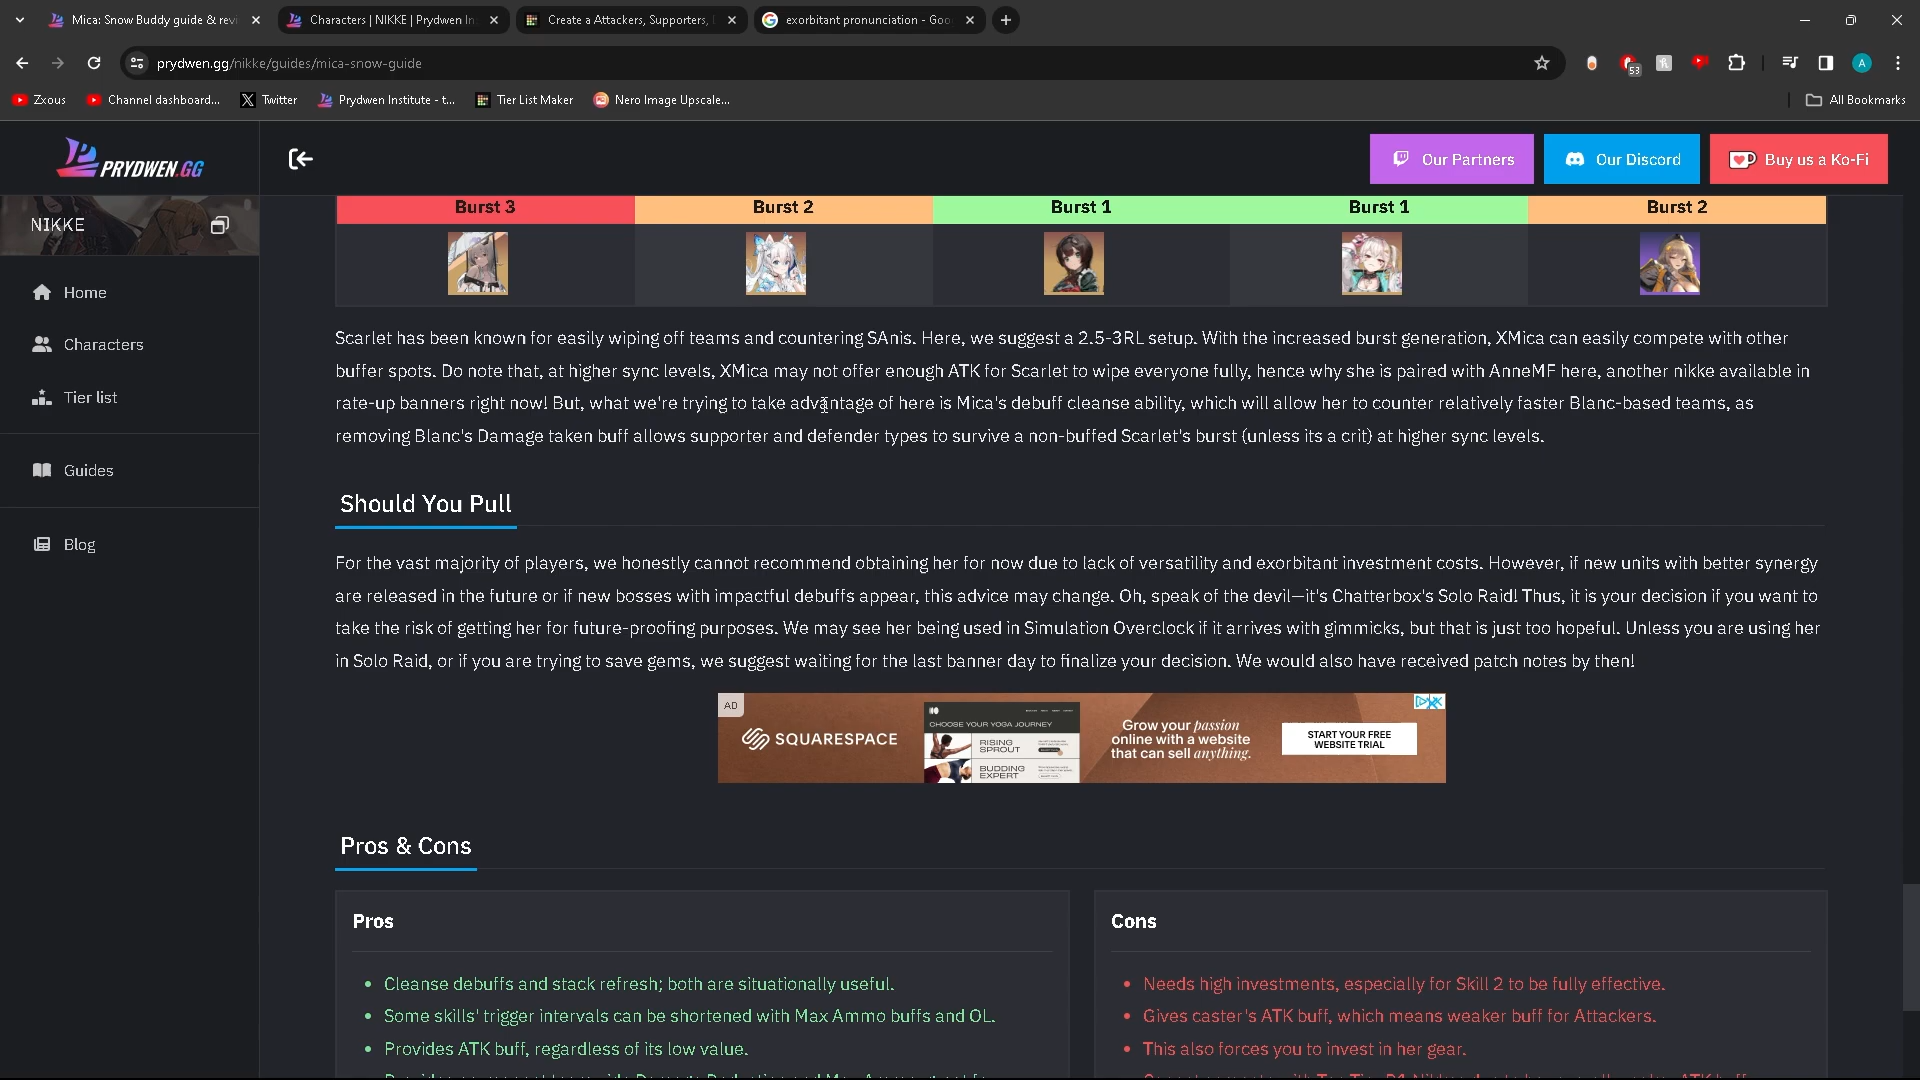 Mica: Snow Buddy guide & revi
Characters | NIKKE | Prydwen In
Create a Attackers, Supporters,
exorbitant pronunciation - Goo
prydwen.gg/nikke/guides/mica-snow-guide
53
A
Zxous
Channel dashboard...
Twitter
Prydwen Institute - t...
Tier List Maker
Nero Image Upscale...
All Bookmarks
PRYDWEN.GG
Our Partners
Our Discord
Buy us a Ko-Fi
NIKKE
Home
Characters
Tier list
Guides
Blog
Burst 3
Burst 2
Burst 1
Burst 1
Burst 2
Scarlet has been known for easily wiping off teams and countering SAnis. Here, we suggest a 2.5-3RL setup. With the increased burst generation, XMica can easily compete with other
buffer spots. Do note that, at higher sync levels, XMica may not offer enough ATK for Scarlet to wipe everyone fully, hence why she is paired with AnneMF here, another nikke available in
rate-up banners right now! But, what we're trying to take advantage of here is Mica's debuff cleanse ability, which will allow her to counter relatively faster Blanc-based teams, as
removing Blanc's Damage taken buff allows supporter and defender types to survive a non-buffed Scarlet's burst (unless its a crit) at higher sync levels.
Should You Pull
For the vast majority of players, we honestly cannot recommend obtaining her for now due to lack of versatility and exorbitant investment costs. However, if new units with better synergy
are released in the future or if new bosses with impactful debuffs appear, this advice may change. Oh, speak of the devil—it's Chatterbox's Solo Raid! Thus, it is your decision if you want to
take the risk of getting her for future-proofing purposes. We may see her being used in Simulation Overclock if it arrives with gimmicks, but that is just too hopeful. Unless you are using her
in Solo Raid, or if you are trying to save gems, we suggest waiting for the last banner day to finalize your decision. We would also have received patch notes by then!
AD
SQUARESPACE
CHOOSE YOUR YOGA JOURNEY
RISING
SPROUT
BUDDING
EXPERT
Grow your passion
online with a website
that can sell anything.
START YOUR FREE
WEBSITE TRIAL
Pros & Cons
Pros
Cleanse debuffs and stack refresh; both are situationally useful.
Some skills' trigger intervals can be shortened with Max Ammo buffs and OL.
Provides ATK buff, regardless of its low value.
Cons
Needs high investments, especially for Skill 2 to be fully effective.
Gives caster's ATK buff, which means weaker buff for Attackers.
This also forces you to invest in her gear.